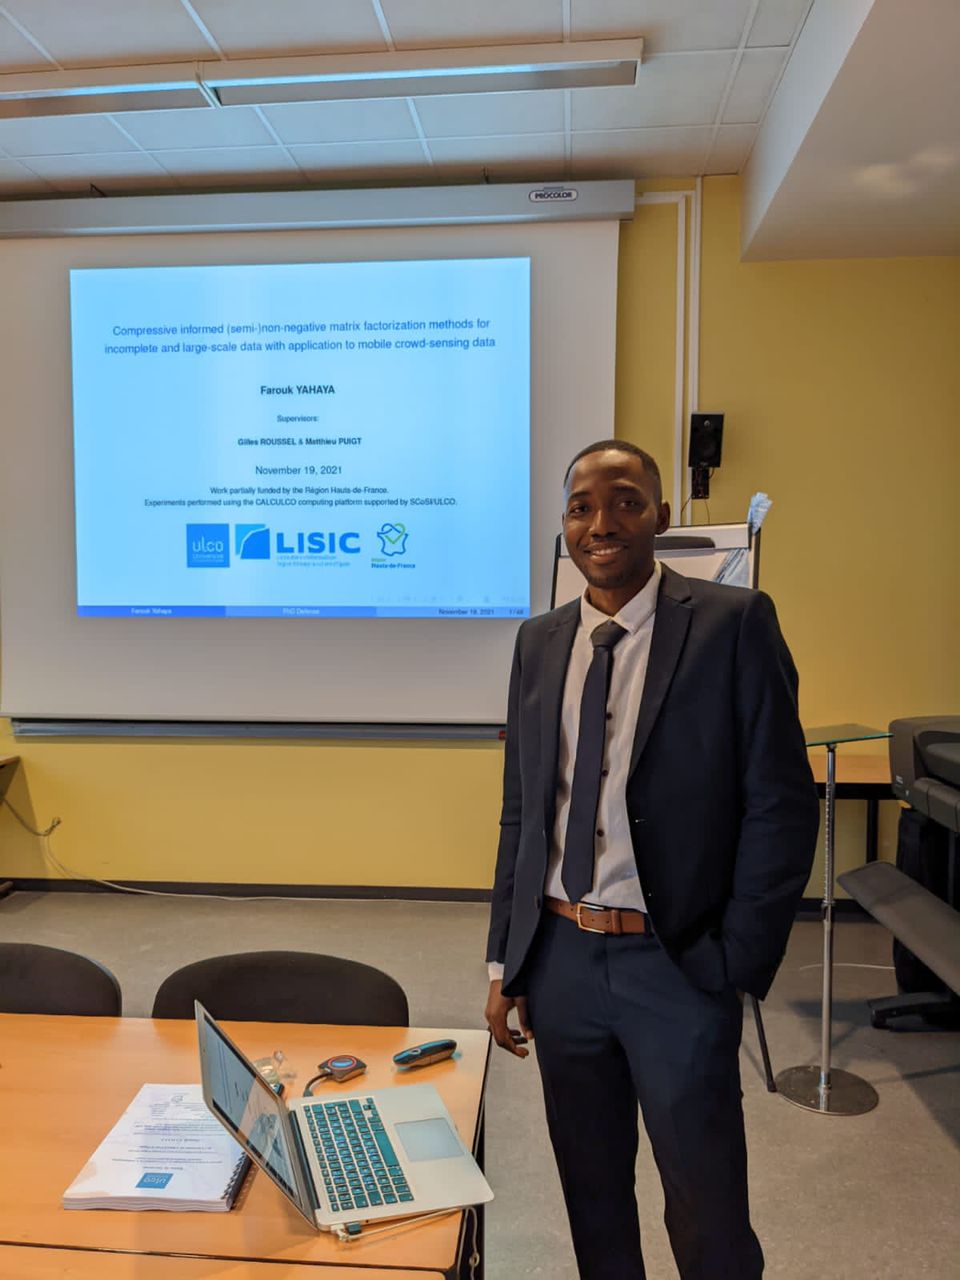 PROCOLOR
Compressive informed (semi-)non-negative matrix factorization methods for
incomplete and large-scale data with application to mobile crowd-sensing data
Farouk YAHAYA
Supervisors:
Gilles ROUSSEL & Matthieu PUIGT
November 19, 2021
Work partially funded by the Région Hauts-de-France.
Experiments performed using the CALCULCO computing platform supported by SCoSI/ULCO.
ulco
LISIC
Hauts-de-France
Farouk Yahaya PhD Defense November 19, 2021 1 / 48
ulco